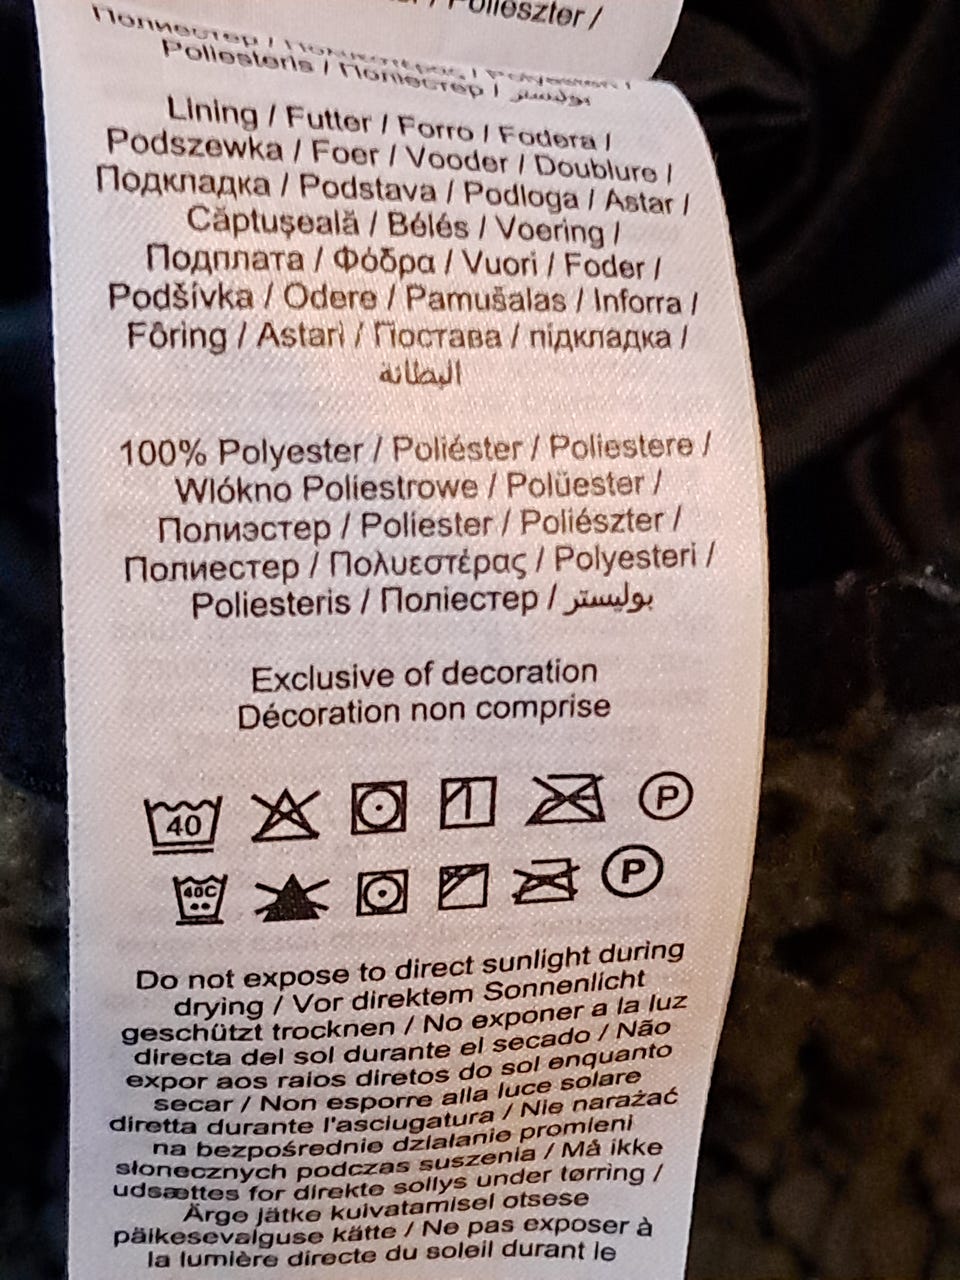 Poliészter /
Полиестер / Πολυεστέρας / Polyesteri /
Poliesteris / Поліестер / بوليستر
Lining / Futter / Forro / Fodera /
Podszewka / Foer / Vooder / Doublure /
Подкладка / Podstava / Podloga / Astar /
Căptuşeală / Bélés / Voering /
Подплата / Φόδρα / Vuori / Foder /
Podšívka / Odere / Pamušalas / Inforra /
Fôring / Astari / Постава / підкладка /
البطانة
100% Polyester / Poliéster / Poliestere /
Wlókno Poliestrowe / Polüester /
Полиэстер / Poliester / Poliészter /
Полиестер / Πολυεστέρας / Polyesteri /
Poliesteris / Поліестер / بوليستر
Exclusive of decoration
Décoration non comprise
40 P
40C P
Do not expose to direct sunlight during
drying / Vor direktem Sonnenlicht
geschützt trocknen / No exponer a la luz
directa del sol durante el secado / Não
expor aos raios diretos do sol enquanto
secar / Non esporre alla luce solare
diretta durante l'asciugatura / Nie narażać
na bezpośrednie działanie promieni
słonecznych podczas suszenia / Må ikke
udsættes for direkte sollys under tørring /
Ärge jätke kuivatamisel otsese
päikesevalguse kätte / Ne pas exposer à
la lumière directe du soleil durant le